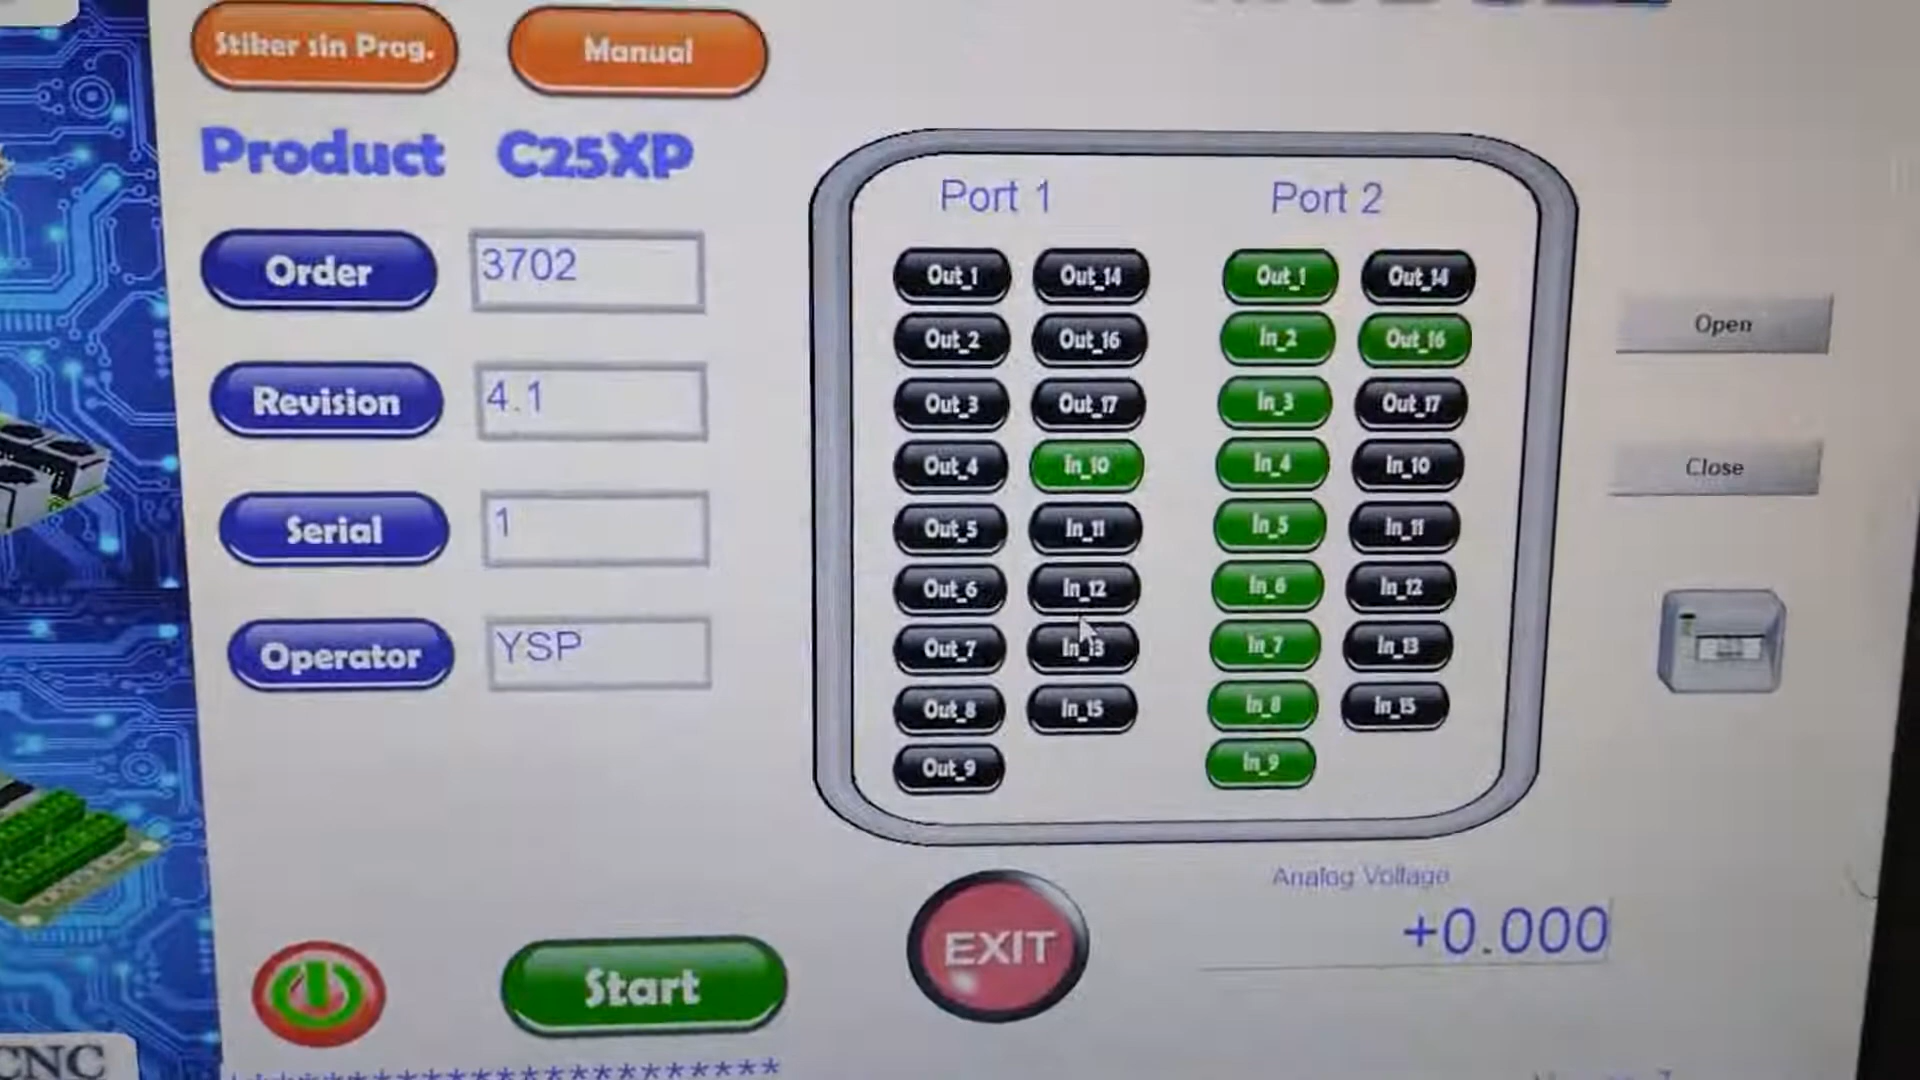 Stiker sin Prog. Manual
Product C25XP
Order 3702
Revision 4.1
Serial 1
Operator YSP
Port 1 Port 2
Out_1 Out_14 Out_1 Out_14
Out_2 Out_16 In_2 Out_16
Out_3 Out_17 In_3 Out_17
Out_4 In_10 In_4 In_10
Out_5 In_11 In_5 In_11
Out_6 In_12 In_6 In_12
Out_7 In_13 In_7 In_13
Out_8 In_15 In_8 In_15
Out_9 In_9
Open
Close
Analog Voltage
+0.000
Start
EXIT
CNC